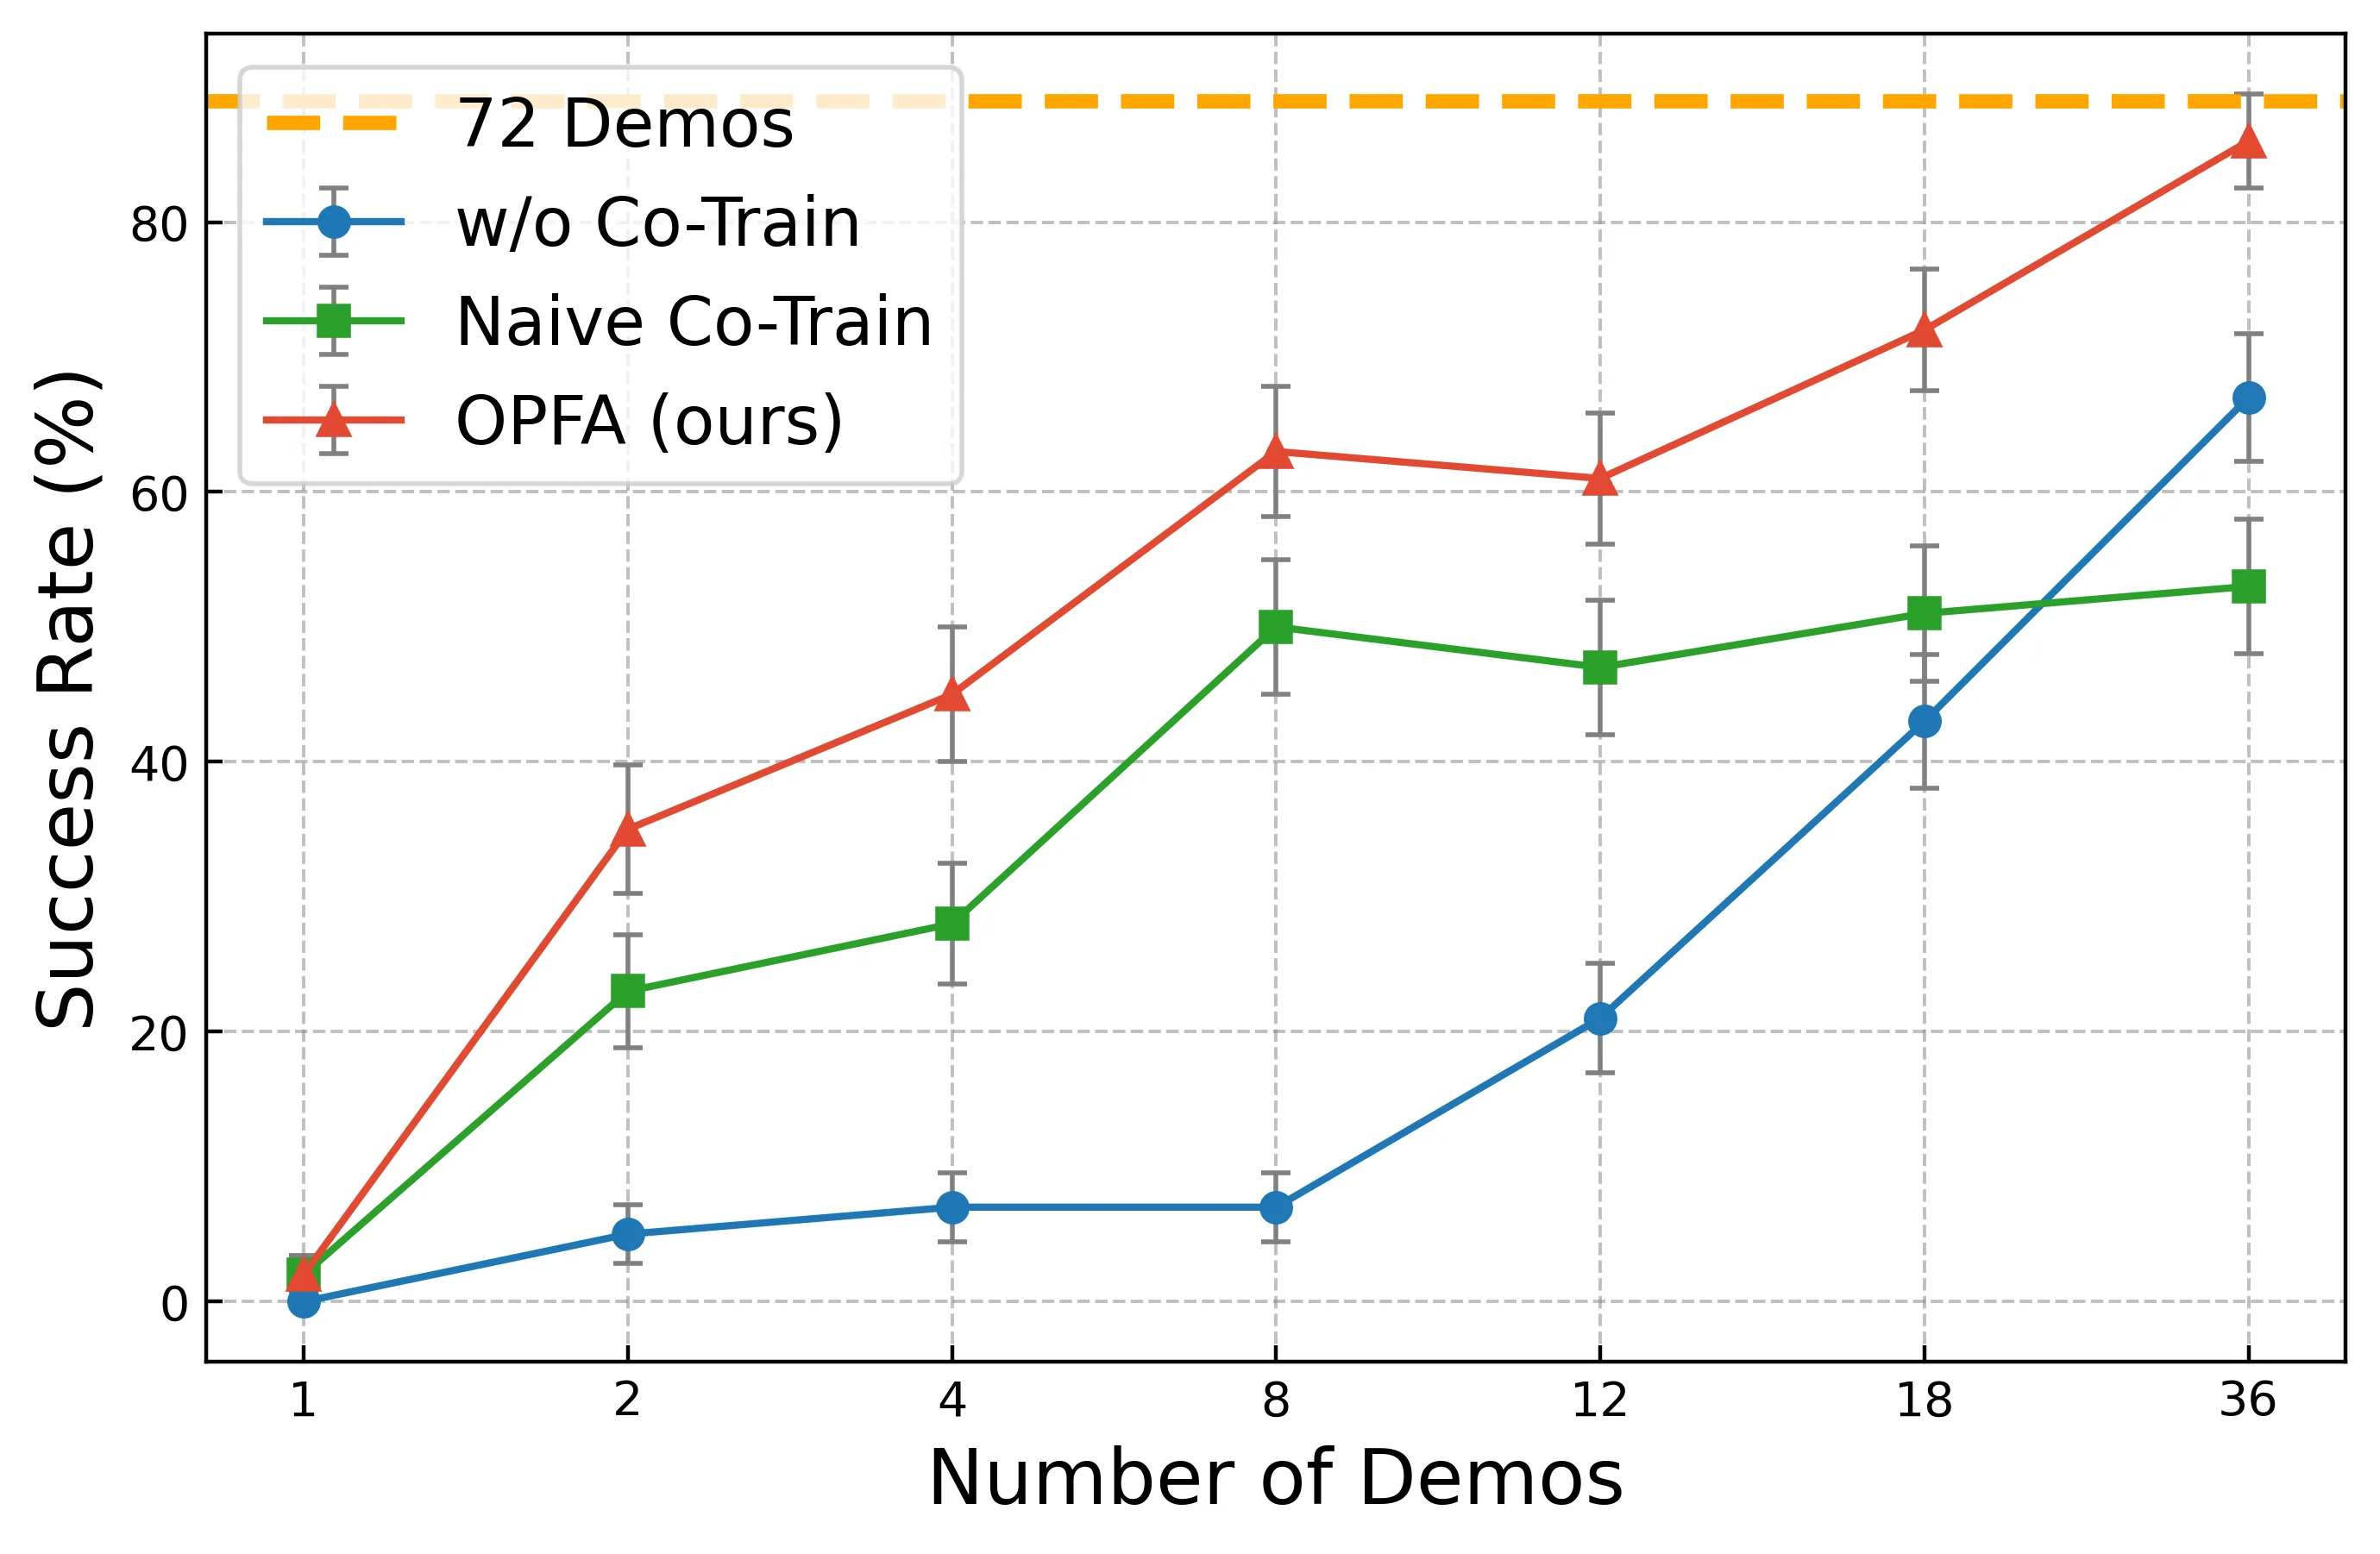 72 Demos
w/o Co-Train
Naive Co-Train
OPFA (ours)
Success Rate (%)
80
60
40
20
0
1 2 4 8 12 18 36
Number of Demos